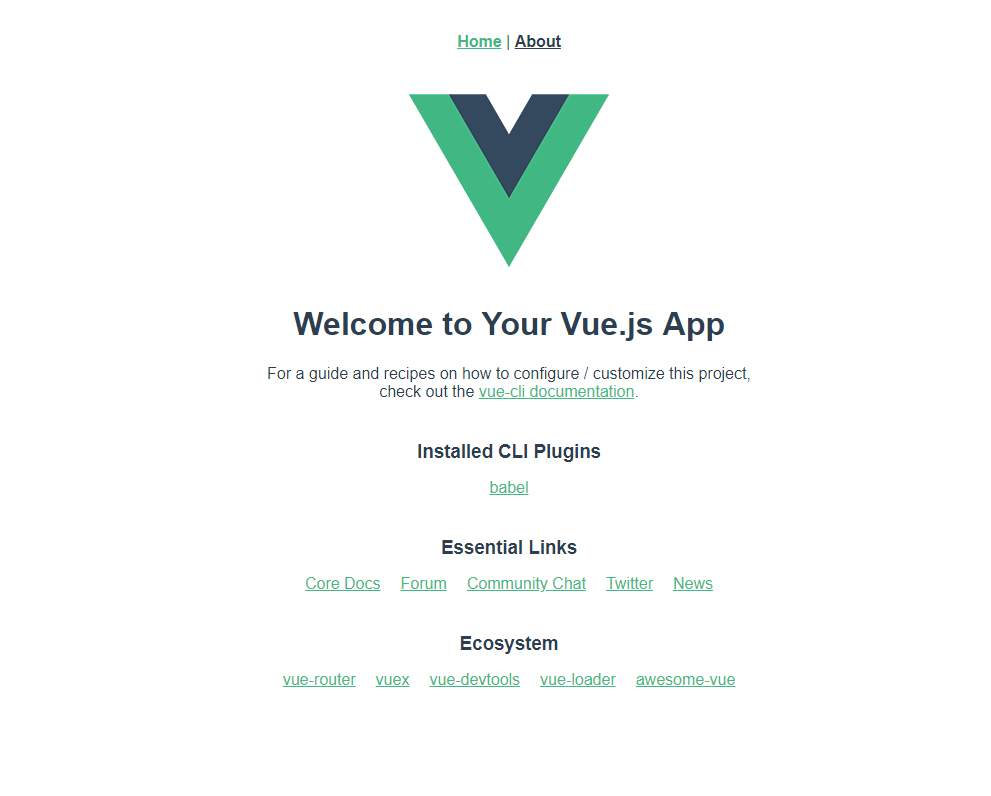 Home | About
Welcome to Your Vue.js App
For a guide and recipes on how to configure / customize this project,
check out the vue-cli documentation.
Installed CLI Plugins
babel
Essential Links
Core Docs Forum Community Chat Twitter News
Ecosystem
vue-router vuex vue-devtools vue-loader awesome-vue